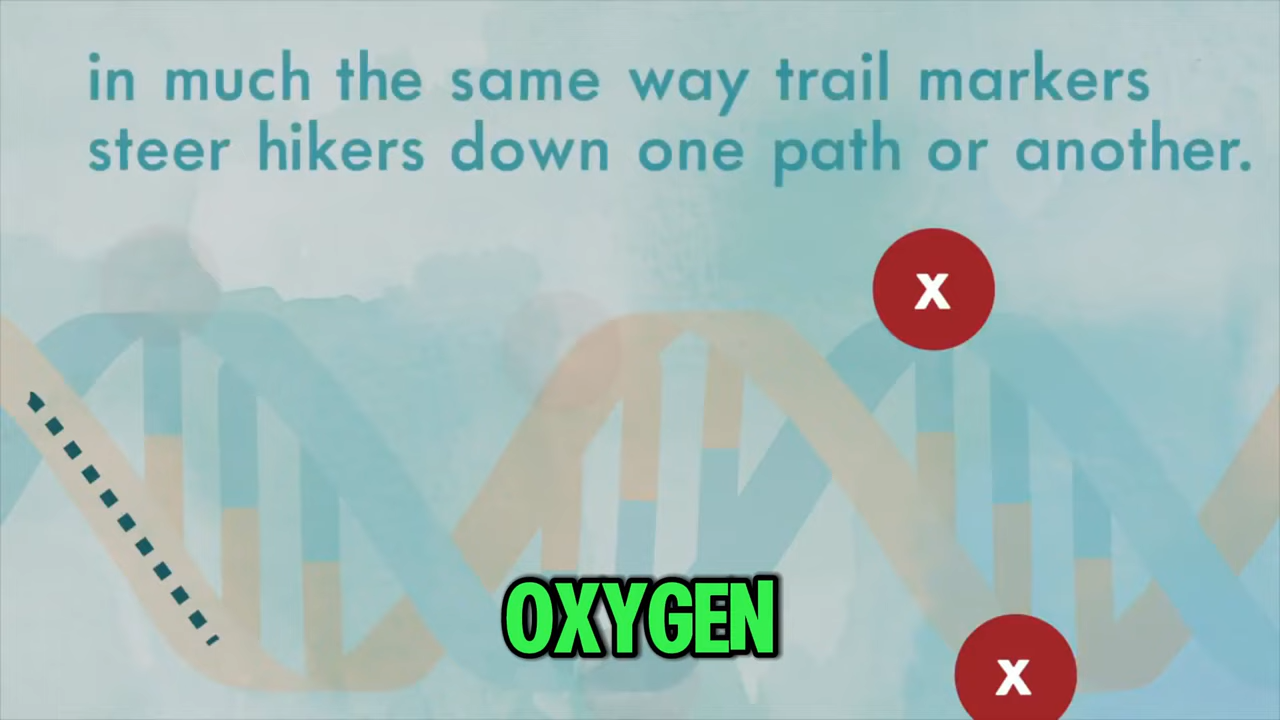 in much the same way trail markers
steer hikers down one path or another.
X
OXYGEN
X